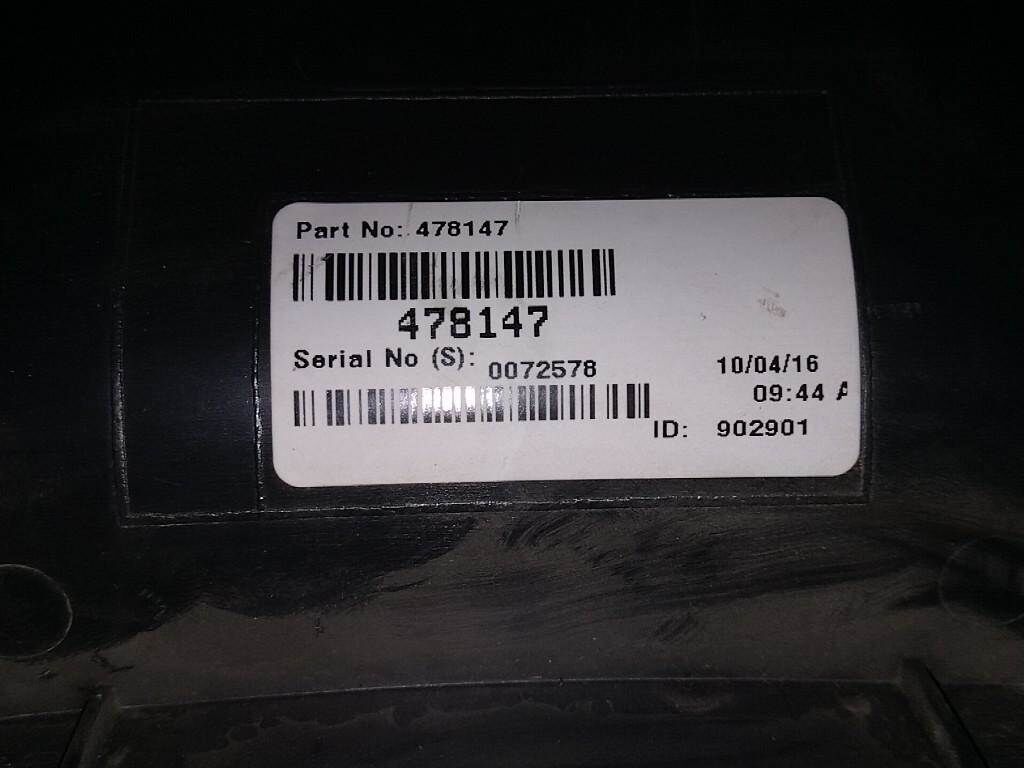 Part No: 478147
478147
Serial No (S): 0072578
10/04/16
09:44 A
ID: 902901